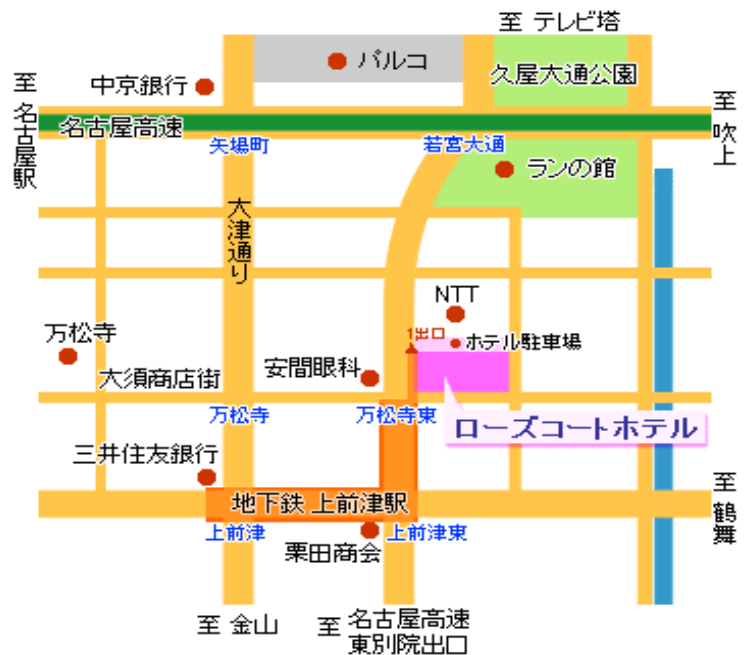 至 テレビ塔
パルコ
久屋大通公園
至 名古屋駅
中京銀行
至 吹上
名古屋高速
矢場町
若宮大通
ランの館
大津通り
NTT
1出口
ホテル駐車場
万松寺
大須商店街
安間眼科
万松寺
万松寺東
ローズコートホテル
三井住友銀行
至 鶴舞
地下鉄 上前津駅
上前津
上前津東
栗田商会
至 金山
至 名古屋高速
東別院出口